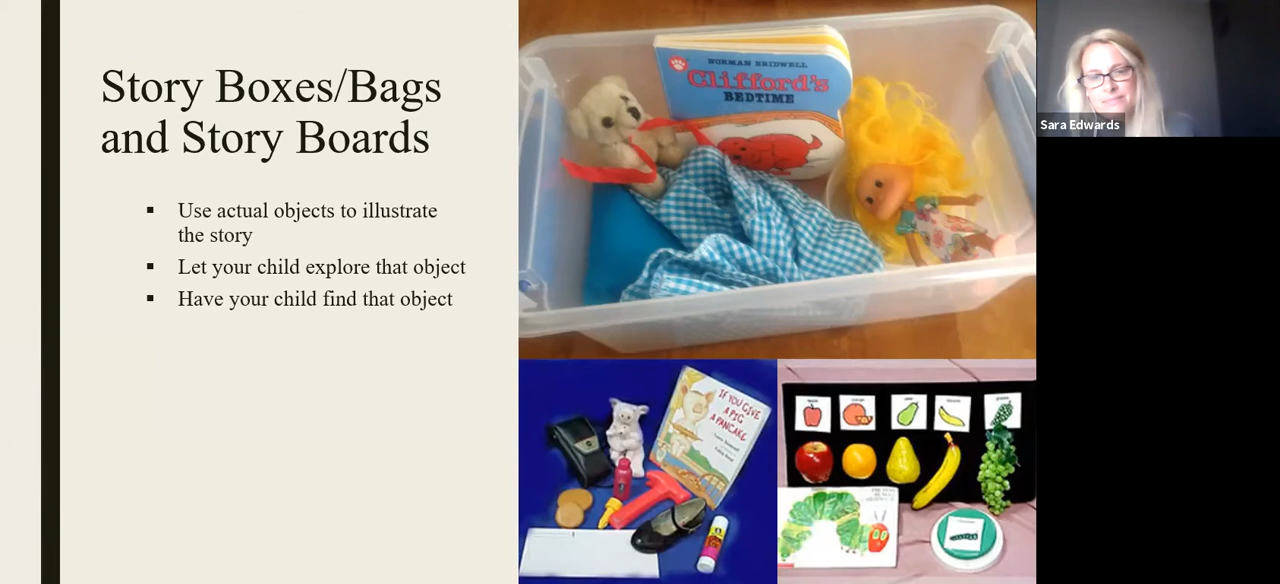 Story Boxes/Bags
and Story Boards
▪ Use actual objects to illustrate
the story
▪ Let your child explore that object
▪ Have your child find that object
NORMAN BRIDWELL
Clifford's
BEDTIME
IF YOU GIVE
A PIG
A PANCAKE
Sara Edwards